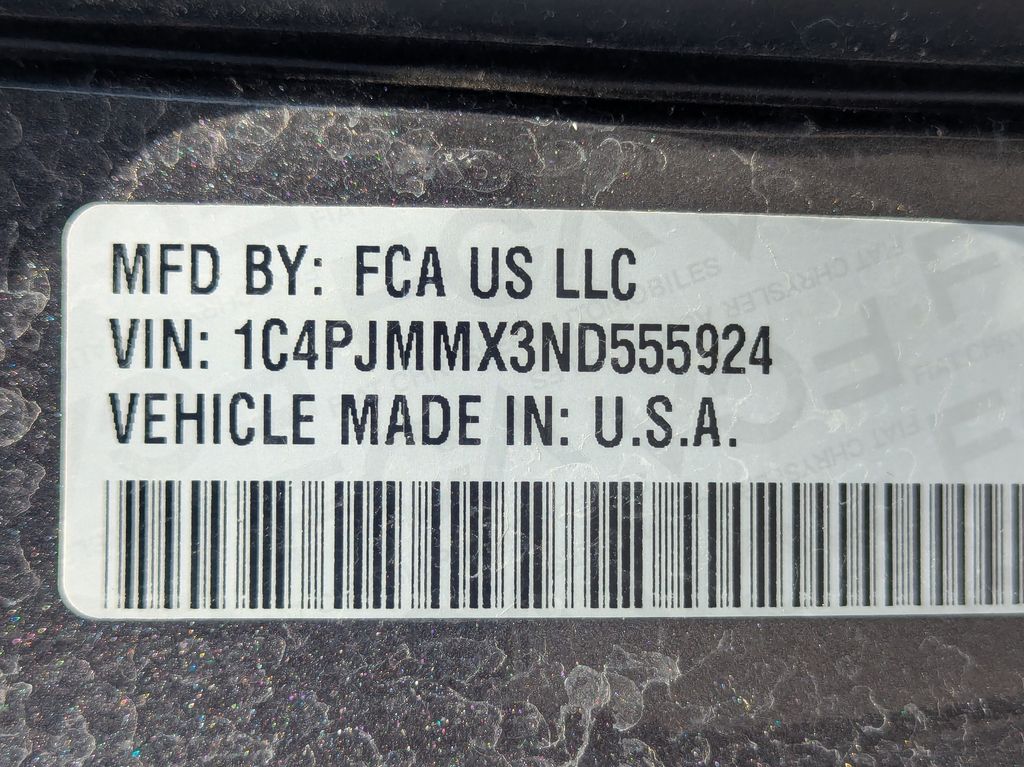 MFD BY: FCA US LLC
VIN: 1C4PJMMX3ND555924
VEHICLE MADE IN: U.S.A.